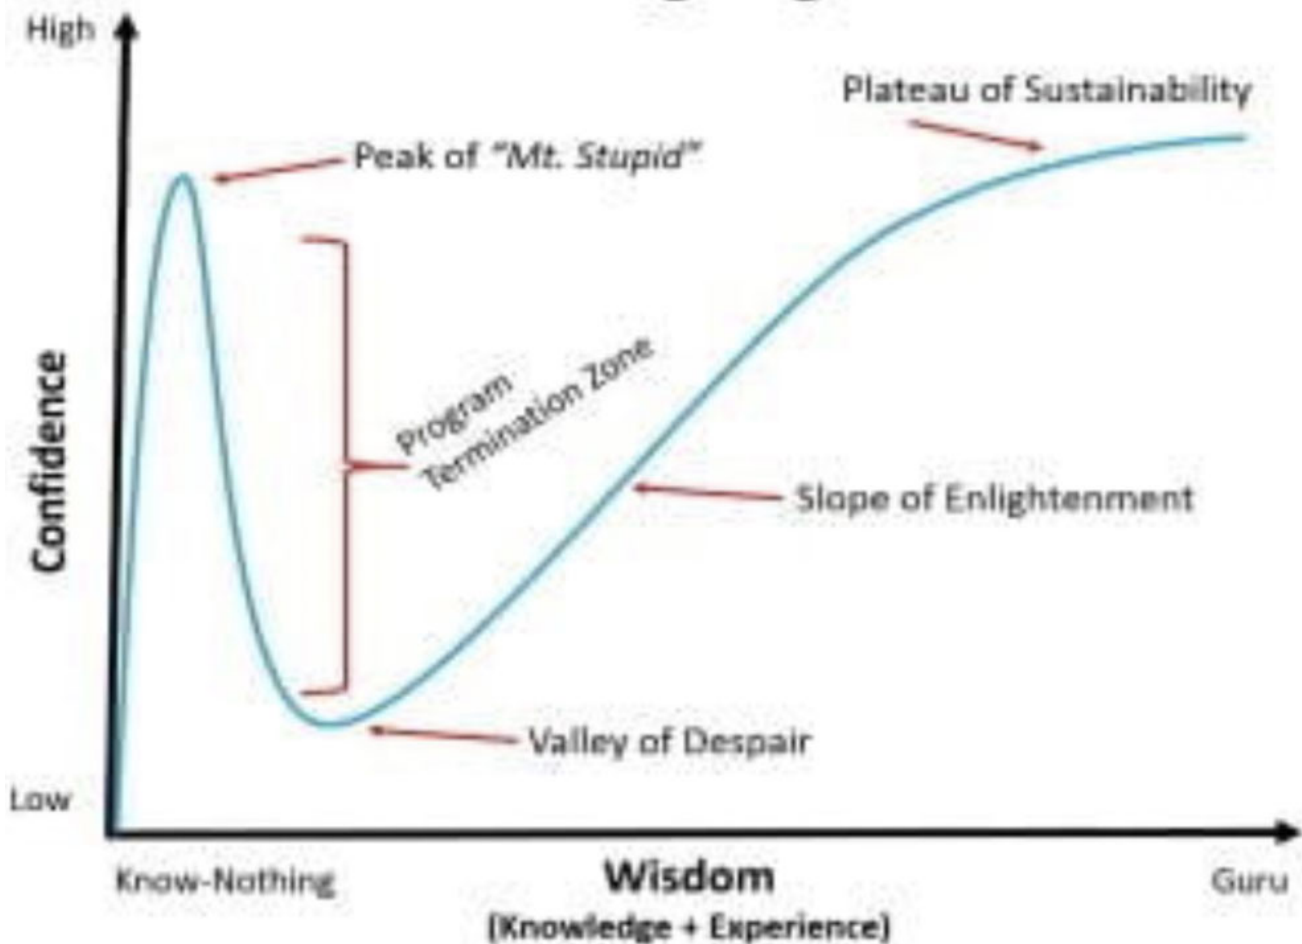 High
Plateau of Sustainability
Peak of "Mt. Stupid"
Program
Termination Zone
Confidence
Slope of Enlightenment
Valley of Despair
Low
Know-Nothing
Wisdom
Guru
(Knowledge + Experience)